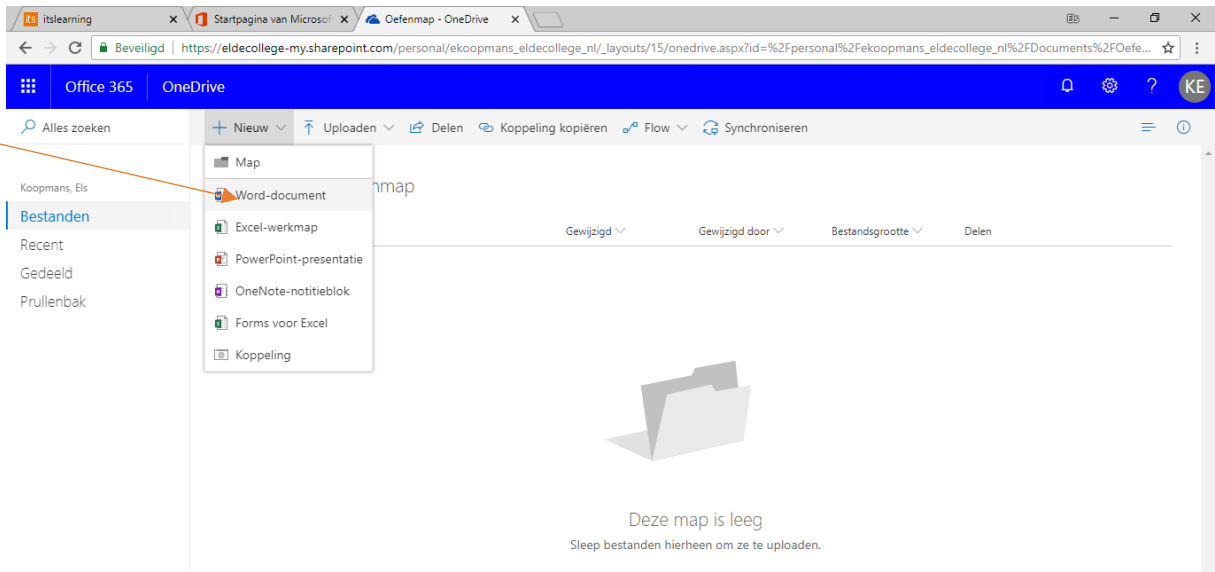 its itslearning Startpagina van Microsof Oefenmap - OneDrive
Beveiligd https://eldecollege-my.sharepoint.com/personal/ekoopmans_eldecollege_nl/_layouts/15/onedrive.aspx?id=%2Fpersonal%2Fekoopmans_eldecollege_nl%2FDocuments%2FOefe...
Office 365 OneDrive ? KE
Alles zoeken + Nieuw Uploaden Delen Koppeling kopiëren Flow Synchroniseren
Map
Koopmans, Els
Word-document
nmap
Bestanden
Excel-werkmap
Gewijzigd Gewijzigd door Bestandsgrootte Delen
Recent
PowerPoint-presentatie
Gedeeld
OneNote-notitieblok
Prullenbak
Forms voor Excel
Koppeling
Deze map is leeg
Sleep bestanden hierheen om ze te uploaden.